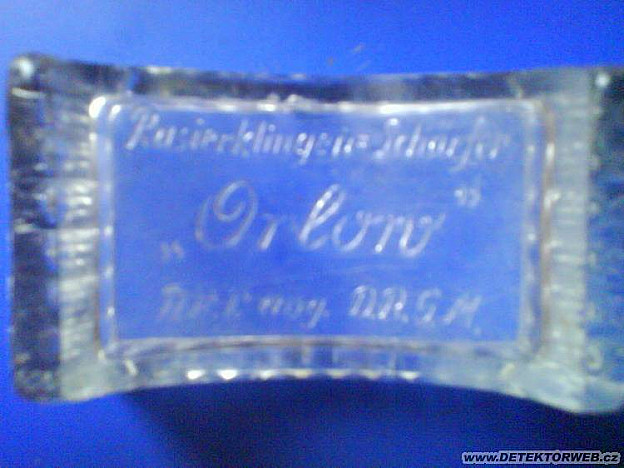 Rasierklingen=Schärfer
„Orlow"
D.R.P. ang. D.R.G.M.
www.DETEKTORWEB.cz